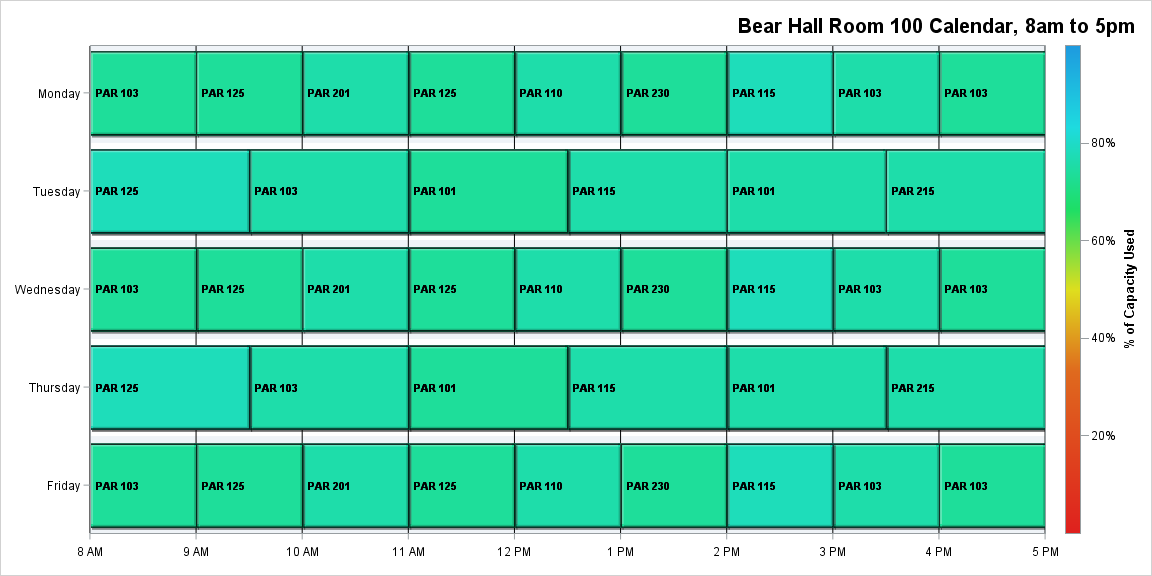 Bear Hall Room 100 Calendar, 8am to 5pm
Monday PAR 103 PAR 125 PAR 201 PAR 125 PAR 110 PAR 230 PAR 115 PAR 103 PAR 103
Tuesday PAR 125 PAR 103 PAR 101 PAR 115 PAR 101 PAR 215
Wednesday PAR 103 PAR 125 PAR 201 PAR 125 PAR 110 PAR 230 PAR 115 PAR 103 PAR 103
Thursday PAR 125 PAR 103 PAR 101 PAR 115 PAR 101 PAR 215
Friday PAR 103 PAR 125 PAR 201 PAR 125 PAR 110 PAR 230 PAR 115 PAR 103 PAR 103
8 AM 9 AM 10 AM 11 AM 12 PM 1 PM 2 PM 3 PM 4 PM 5 PM
80%
60%
40%
20%
% of Capacity Used